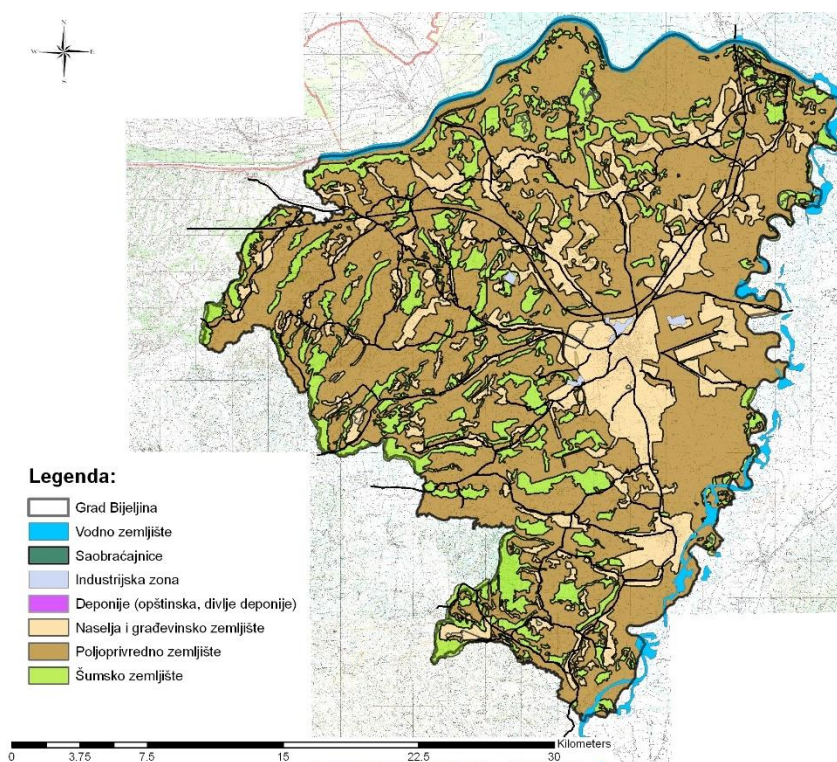 N
W
E
S
Legenda:
Grad Bijeljina
Vodno zemljište
Saobraćajnice
Industrijska zona
Deponije (opštinska, divlje deponije)
Naselja i građevinsko zemljište
Poljoprivredno zemljište
Šumsko zemljište
Kilometers
0 3.75 7.5 15 22.5 30